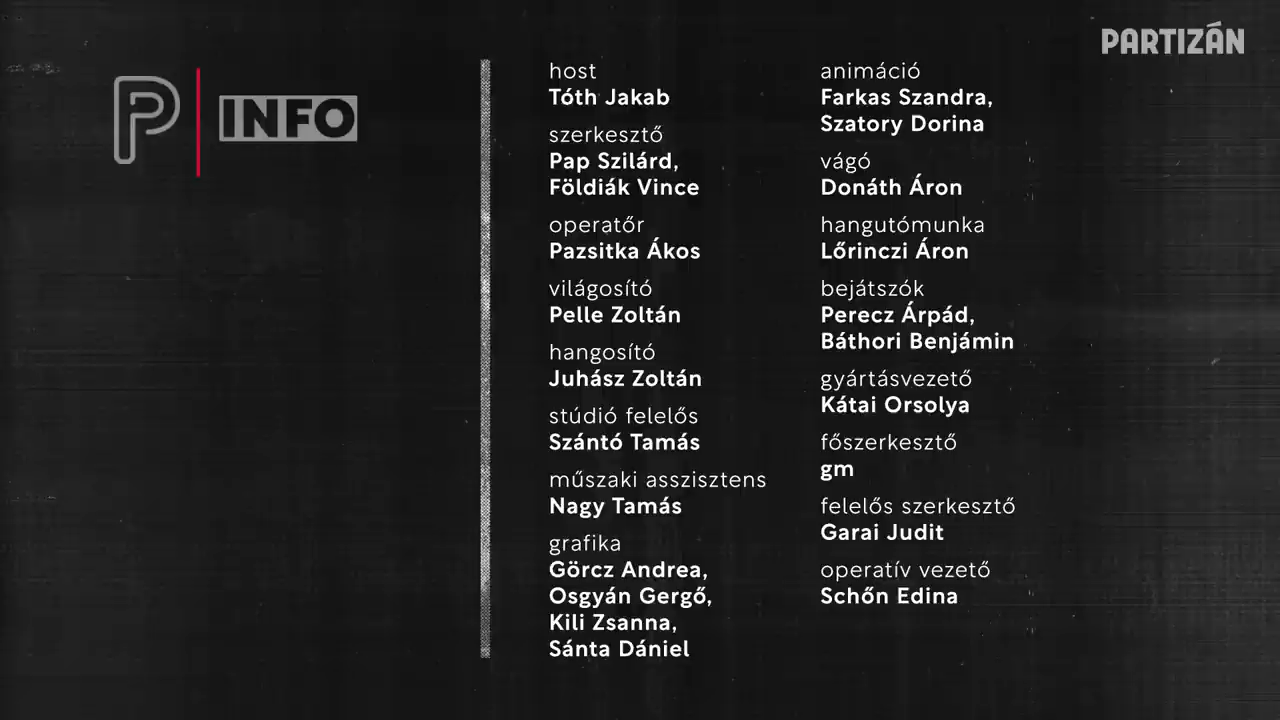 PARTIZÁN
P INFO
host
Tóth Jakab
szerkesztő
Pap Szilárd,
Földiák Vince
operatőr
Pazsitka Ákos
világosító
Pelle Zoltán
hangosító
Juhász Zoltán
stúdió felelős
Szántó Tamás
műszaki asszisztens
Nagy Tamás
grafika
Görcz Andrea,
Osgyán Gergő,
Kili Zsanna,
Sánta Dániel
animáció
Farkas Szandra,
Szatory Dorina
vágó
Donáth Áron
hangutómunka
Lőrinczi Áron
bejátszók
Perecz Árpád,
Báthori Benjámin
gyártásvezető
Kátai Orsolya
főszerkesztő
gm
felelős szerkesztő
Garai Judit
operatív vezető
Schőn Edina